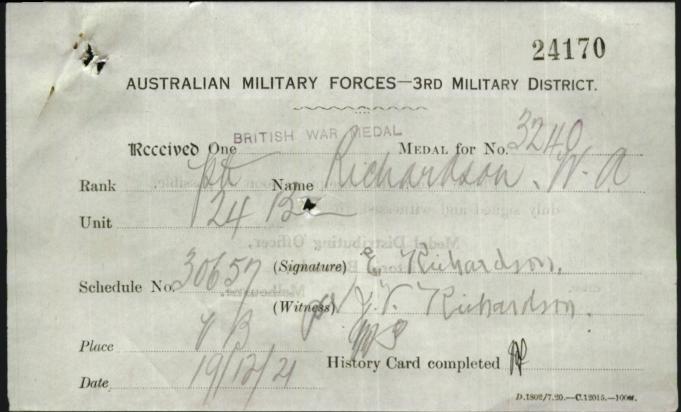 24170
AUSTRALIAN MILITARY FORCES—3RD MILITARY DISTRICT.
Received One BRITISH WAR MEDAL MEDAL for No. 3240
Rank Pte Name Richardson. W. A
Unit 24 Bn
Schedule No. 30657 (Signature) E. Richardson.
(Witness) J. V. Richardson.
Place V B
History Card completed
Date 19/12/21
D.1802/7.20.—C.12015.—100M.